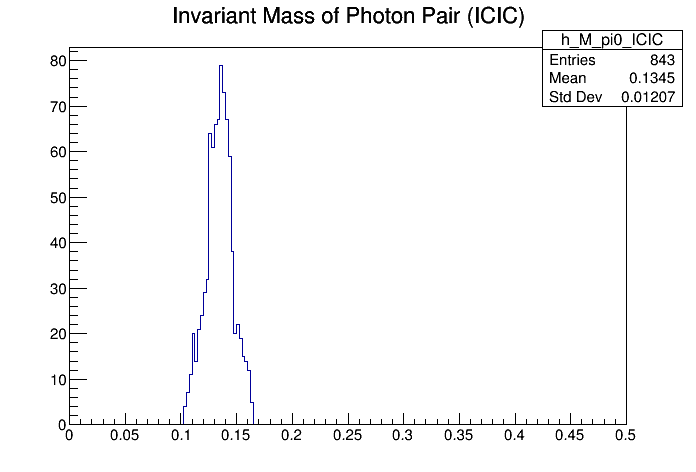 Invariant Mass of Photon Pair (ICIC)
h_M_pi0_ICIC
Entries 843
Mean 0.1345
Std Dev 0.01207
80
70
60
50
40
30
20
10
0
0 0.05 0.1 0.15 0.2 0.25 0.3 0.35 0.4 0.45 0.5